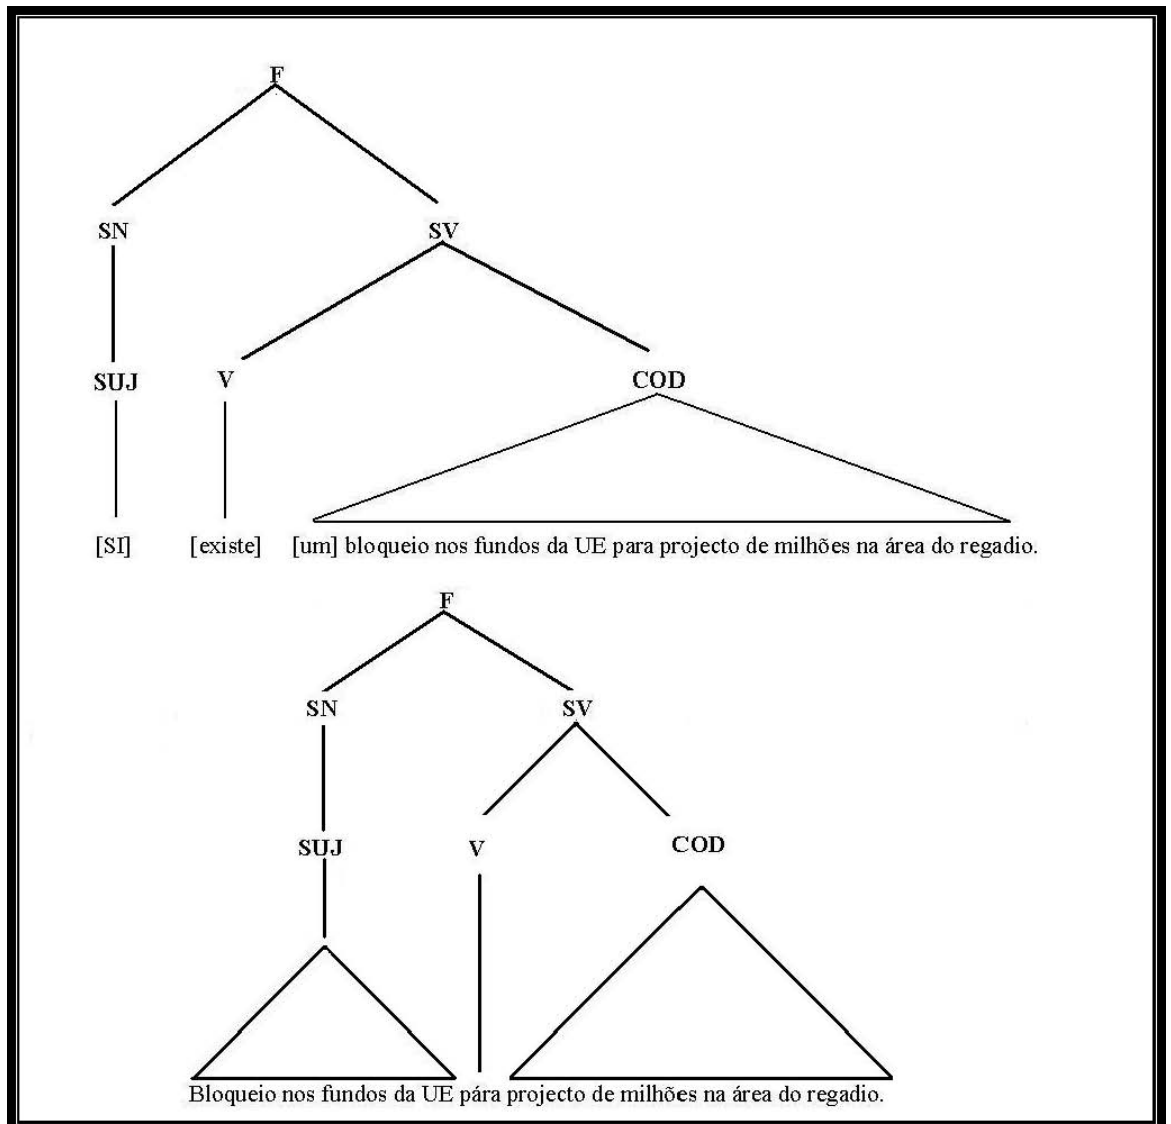 F
SN SV
SUJ V COD
[SI] [existe] [um] bloqueio nos fundos da UE para projecto de milhões na área do regadio.
F
SN SV
SUJ V COD
Bloqueio nos fundos da UE pára projecto de milhões na área do regadio.